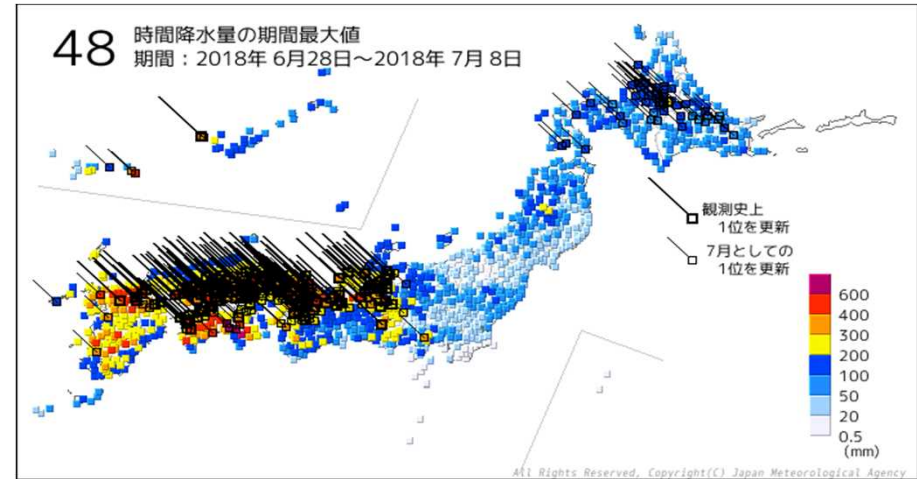 48 時間降水量の期間最大値
期間：2018年 6月28日～2018年 7月 8日
観測史上
1位を更新
7月としての
1位を更新
600
400
300
200
100
50
20
0.5
(mm)
All Rights Reserved, Copyright(C) Japan Meteorological Agency